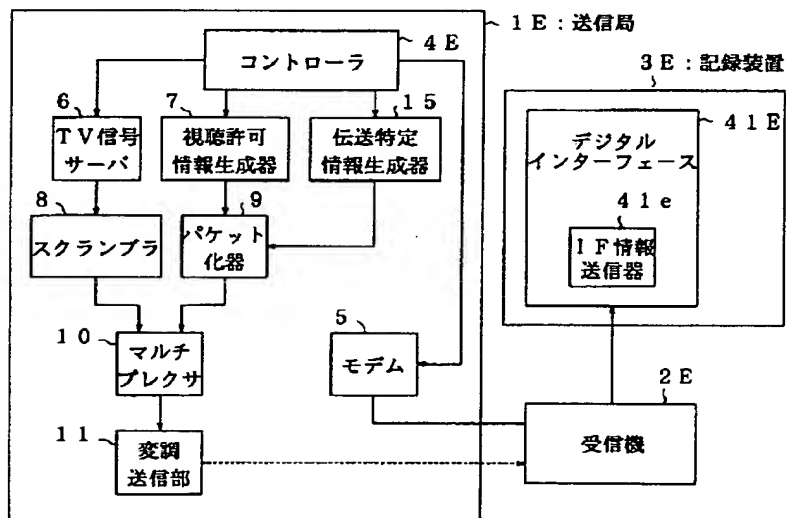 1E:送信局
4E
コントローラ
3E:記録装置
6
7
15
41E
TV信号
サーバ
視聴許可
情報生成器
伝送特定
情報生成器
デジタル
インターフェース
8
9
41e
スクランブラ
パケット
化器
IF情報
送信器
10
5
マルチ
プレクサ
モデム
2E
11
変調
送信部
受信機